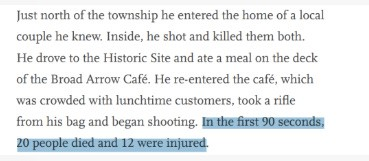 Just north of the township he entered the home of a local
couple he knew. Inside, he shot and killed them both.
He drove to the Historic Site and ate a meal on the deck
of the Broad Arrow Café. He re-entered the café, which
was crowded with lunchtime customers, took a rifle
from his bag and began shooting. In the first 90 seconds,
20 people died and 12 were injured.